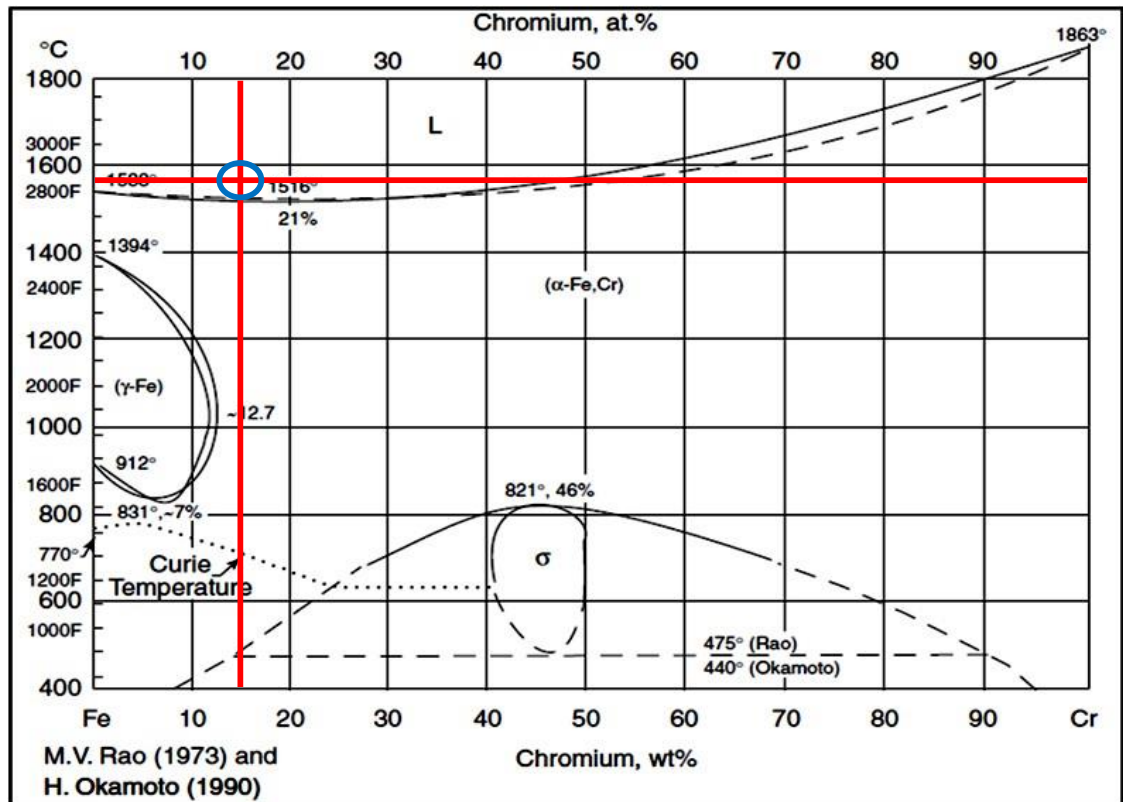 Chromium, at.%
°C 10 20 30 40 50 60 70 80 90 1863°
1800
L
3000F
1600
1516°
2800F
21%
1394°
1400
2400F
(α-Fe,Cr)
1200
2000F
(γ-Fe)
~12.7
1000
912°
1600F
821°, 46%
800
831°, ~7%
770°
Curie
Temperature
σ
1200F
600
1000F
475° (Rao)
440° (Okamoto)
400
Fe 10 20 30 40 50 60 70 80 90 Cr
Chromium, wt%
M.V. Rao (1973) and
H. Okamoto (1990)